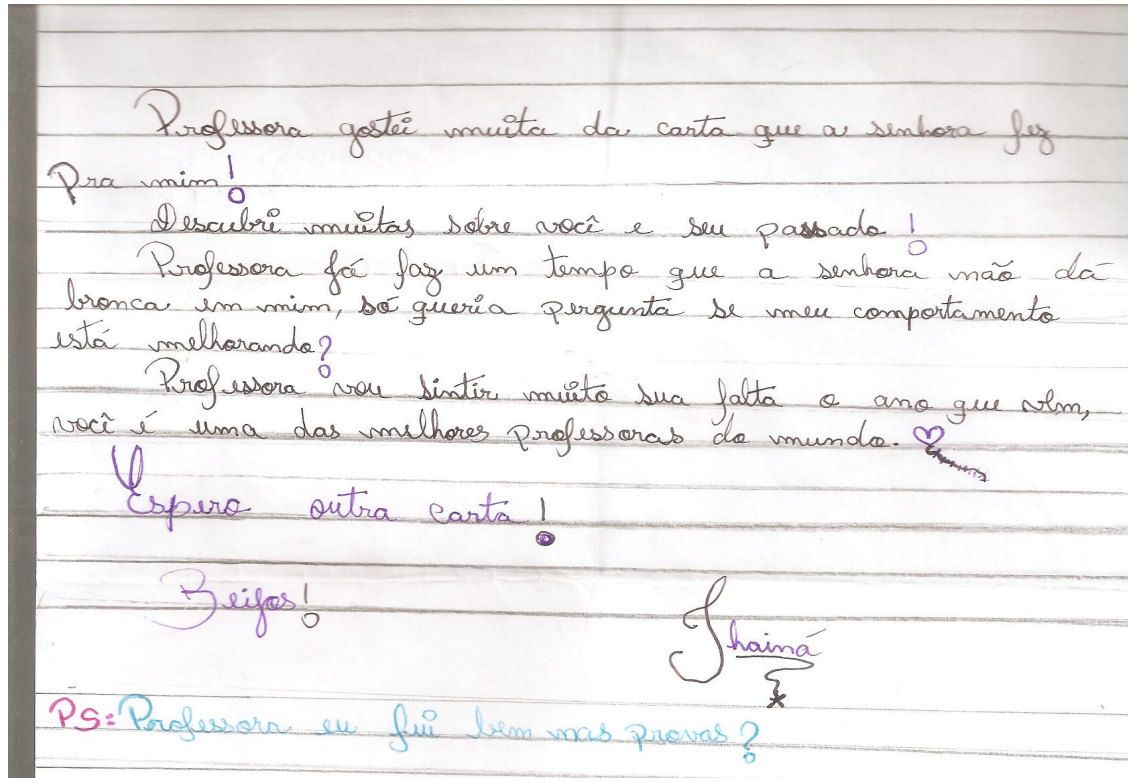 Professora gostei muita da carta que a senhora fez
Pra mim!
Descubri muitas sobre você e seu passado!
Professora já faz um tempo que a senhora não dá
bronca em mim, só queria pergunta se meu comportamento
está melhorando?
Professora vou sintir muito sua falta o ano que vem,
você é uma das melhores professoras do mundo.
Espero outra carta!
Beijos!
Thainá
PS: Professora eu fui bem nas provas?